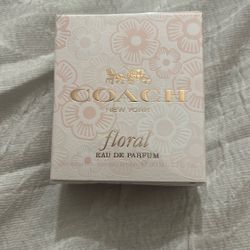 COACH
NEW YORK
floral
EAU DE PARFUM